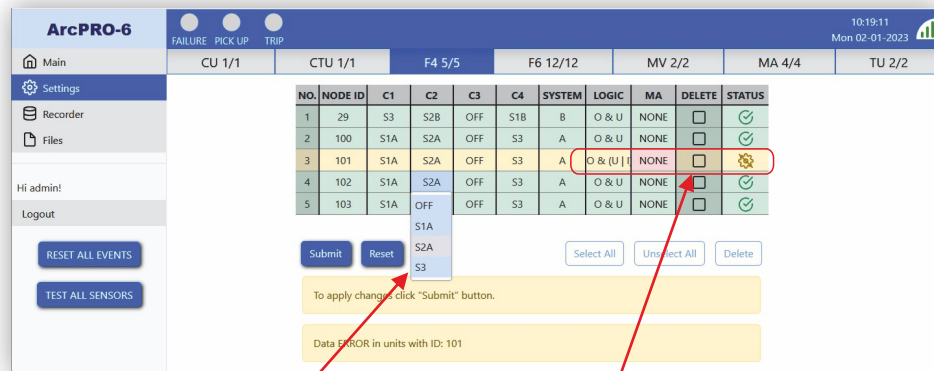 ArcPRO-6
FAILURE PICK UP TRIP
10:19:11
Mon 02-01-2023
Main
Settings
Recorder
Files
Hi admin!
Logout
RESET ALL EVENTS
TEST ALL SENSORS
CU 1/1 CTU 1/1 F4 5/5 F6 12/12 MV 2/2 MA 4/4 TU 2/2
NO. NODE ID C1 C2 C3 C4 SYSTEM LOGIC MA DELETE STATUS
1 29 S3 S2B OFF S1B B O & U NONE
2 100 S1A S2A OFF S3 A O & U NONE
3 101 S1A S2A OFF S3 A O & (U | NONE
4 102 S1A S2A OFF S3 A O & U NONE
5 103 S1A OFF OFF S3 A O & U NONE
S1A
S2A
S3
Submit Reset Select All Unselect All Delete
To apply changes click "Submit" button.
Data ERROR in units with ID: 101